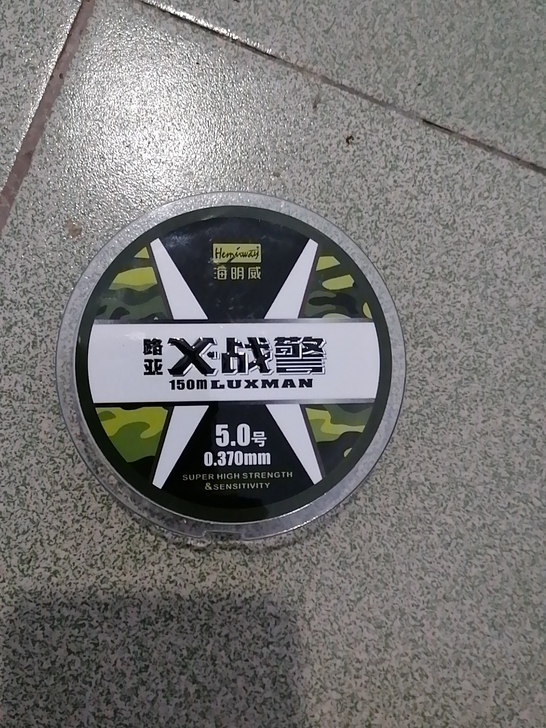 Hemingway
海明威
路亚 X战警
150m LUXMAN
5.0号
0.370mm
SUPER HIGH STRENGTH
&SENSITIVITY